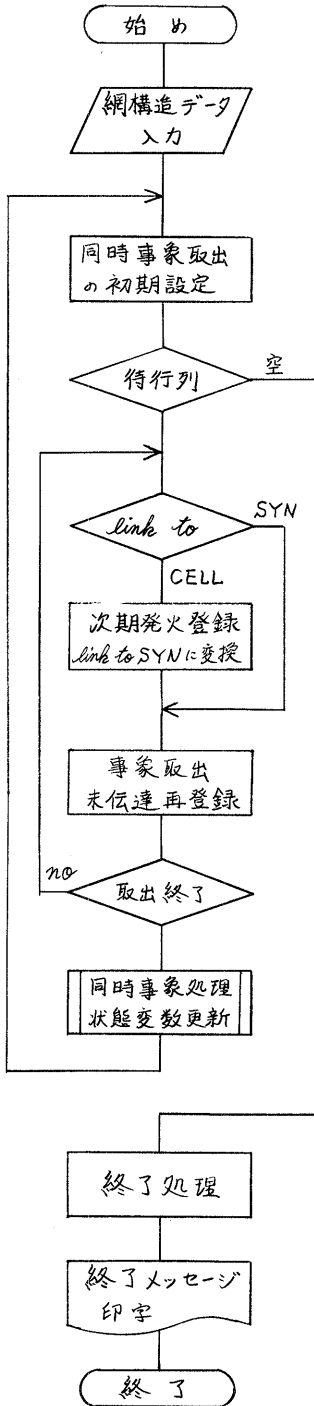 始め
網構造データ
入力
同時事象取出
の初期設定
待行列
空
link to
SYN
CELL
次期発火登録
link to SYNに変換
事象取出
未伝達再登録
no
取出終了
同時事象処理
状態変数更新
終了処理
終了メッセージ
印字
終了